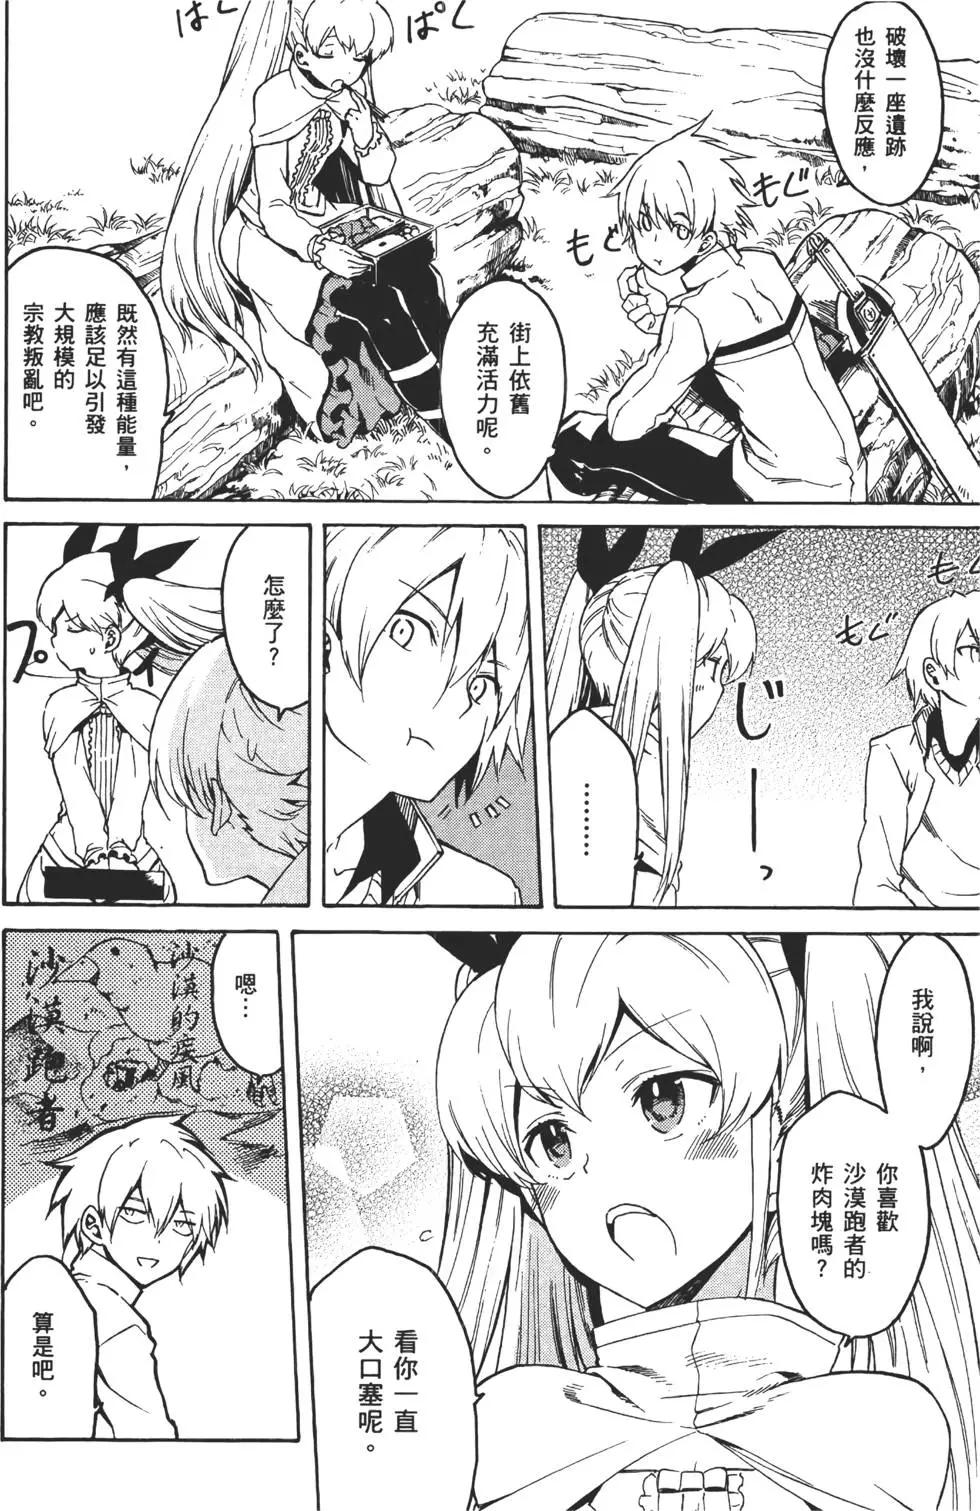 破壞一座遺跡
也沒什麼反應，
もぐ
もぐ
ぱく
ぱく
街上依舊
充滿活力呢。
既然有這種能量，
應該足以引發
大規模的
宗教叛亂吧。
もぐ
もぐ
じーっ
………
怎麼了？
プイ
我說啊，
你喜歡
沙漠跑者的
炸肉塊嗎？
看你一直
大口塞呢。
嗯…
沙漠的疾風
沙漠跑者
算是吧。